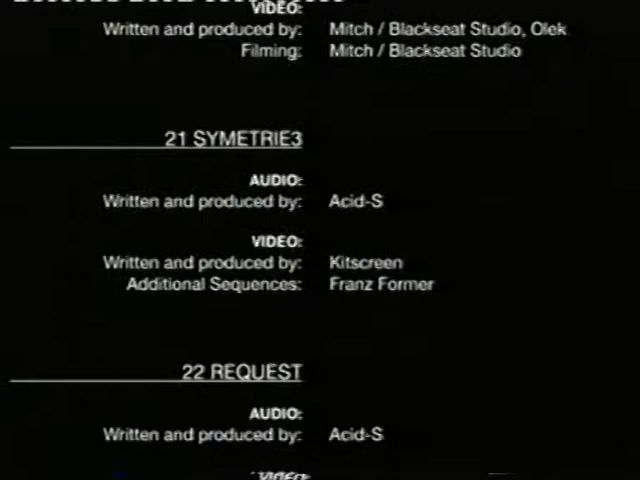 VIDEO:
Written and produced by: Mitch / Blackseat Studio, Olek
Filming: Mitch / Blackseat Studio
21 SYMETRIE3
AUDIO:
Written and produced by: Acid-S
VIDEO:
Written and produced by: Kitscreen
Additional Sequences: Franz Former
22 REQUEST
AUDIO:
Written and produced by: Acid-S
VIDEO: